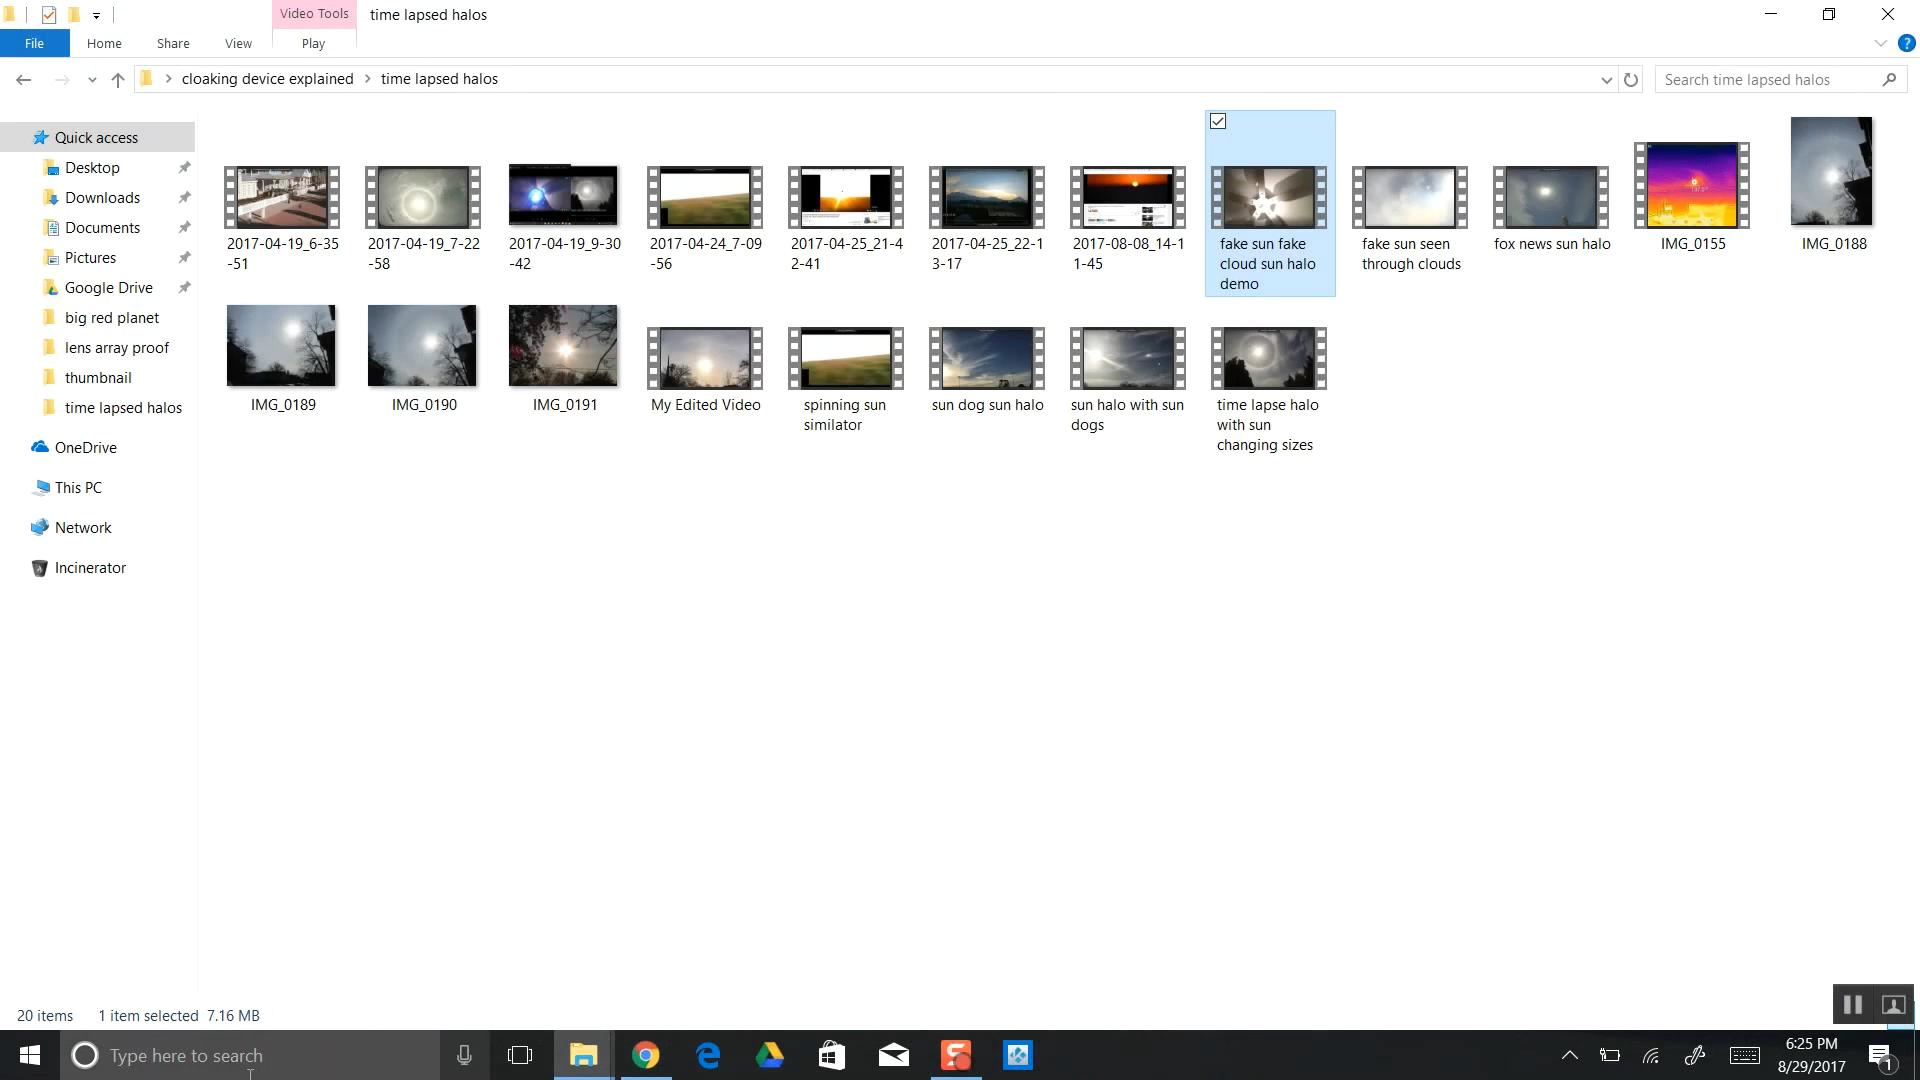 Video Tools
time lapsed halos
File
Home
Share
View
Play
?
cloaking device explained
time lapsed halos
Search time lapsed halos
Quick access
Desktop
Downloads
Documents
Pictures
Google Drive
big red planet
lens array proof
thumbnail
time lapsed halos
OneDrive
This PC
Network
Incinerator
2017-04-19_6-35
-51
2017-04-19_7-22
-58
2017-04-19_9-30
-42
2017-04-24_7-09
-56
2017-04-25_21-4
2-41
2017-04-25_22-1
3-17
2017-08-08_14-1
1-45
fake sun fake
cloud sun halo
demo
fake sun seen
through clouds
fox news sun halo
IMG_0155
IMG_0188
IMG_0189
IMG_0190
IMG_0191
My Edited Video
spinning sun
similator
sun dog sun halo
sun halo with sun
dogs
time lapse halo
with sun
changing sizes
20 items
1 item selected 7.16 MB
Type here to search
6:25 PM
8/29/2017
1